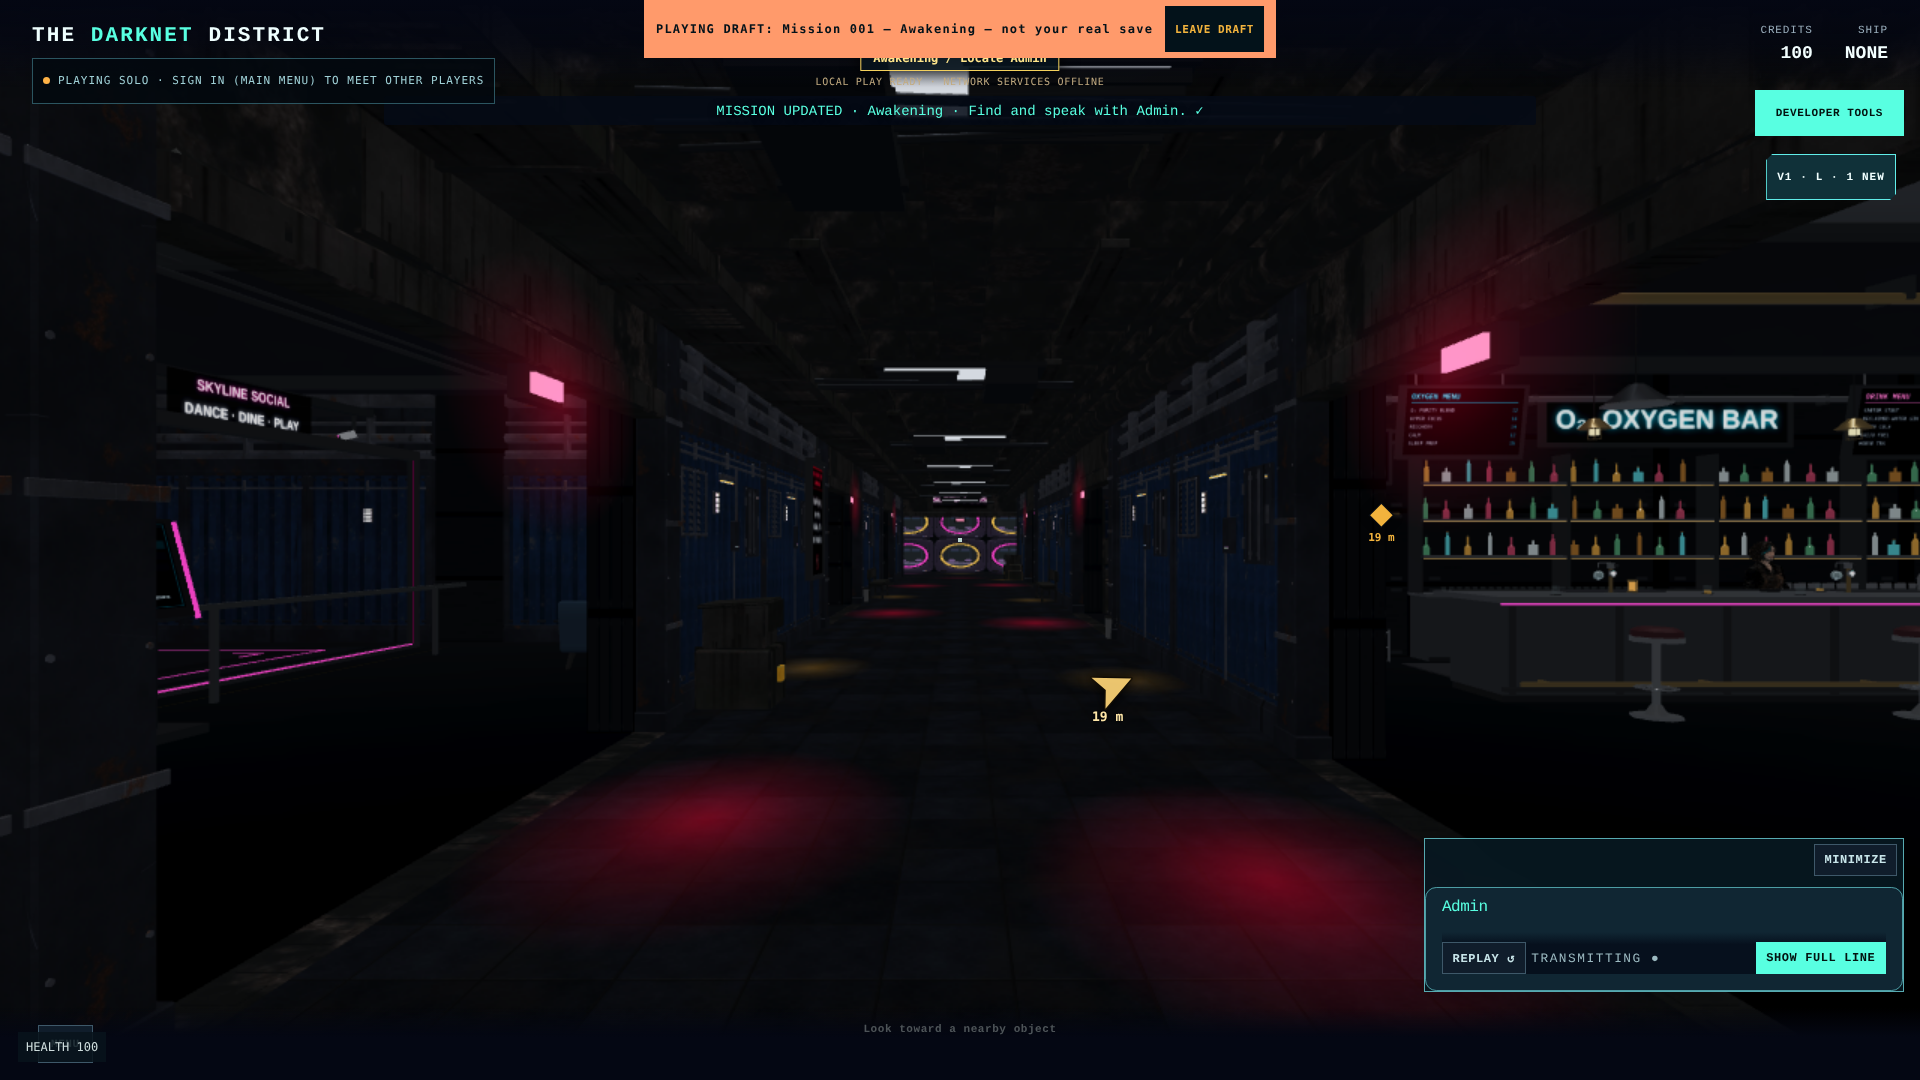 THE DARKNET DISTRICT
PLAYING DRAFT: Mission 001 — Awakening — not your real save
LEAVE DRAFT
CREDITS
100
SHIP
NONE
PLAYING SOLO · SIGN IN (MAIN MENU) TO MEET OTHER PLAYERS
Awakening / Locate Admin
LOCAL PLAY
NETWORK SERVICES OFFLINE
MISSION UPDATED · Awakening · Find and speak with Admin. ✓
DEVELOPER TOOLS
V1 · L · 1 NEW
SKYLINE SOCIAL
DANCE · DINE · PLAY
OXYGEN MENU
O₂ OXYGEN BAR
DRINK MENU
19 m
19 m
MINIMIZE
Admin
REPLAY ↺
TRANSMITTING ●
SHOW FULL LINE
Look toward a nearby object
HEALTH 100